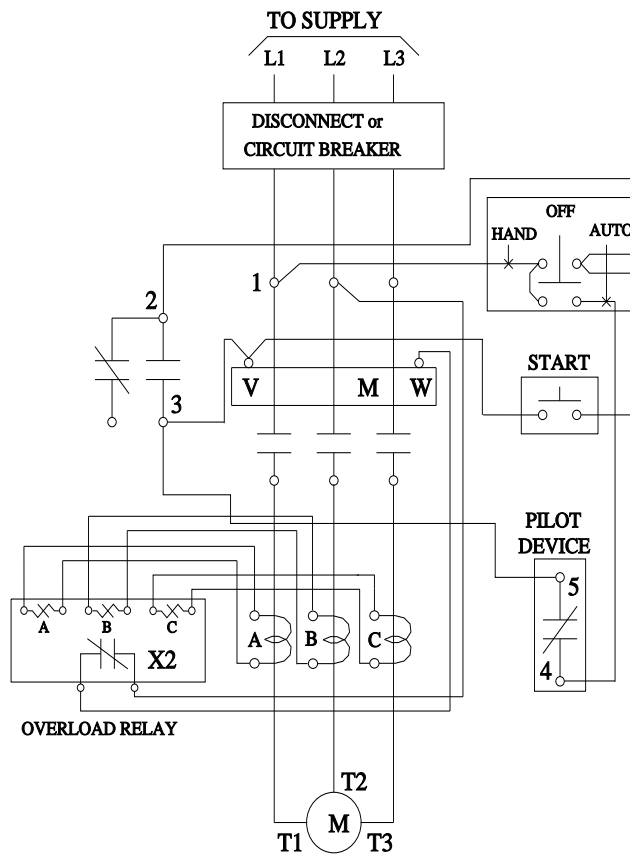 TO SUPPLY
L1 L2 L3
DISCONNECT or
CIRCUIT BREAKER
OFF
HAND AUTO
1
2
START
V M W
3
PILOT
DEVICE
5
A B C
A B C
X2
4
OVERLOAD RELAY
T2
M
T1 T3